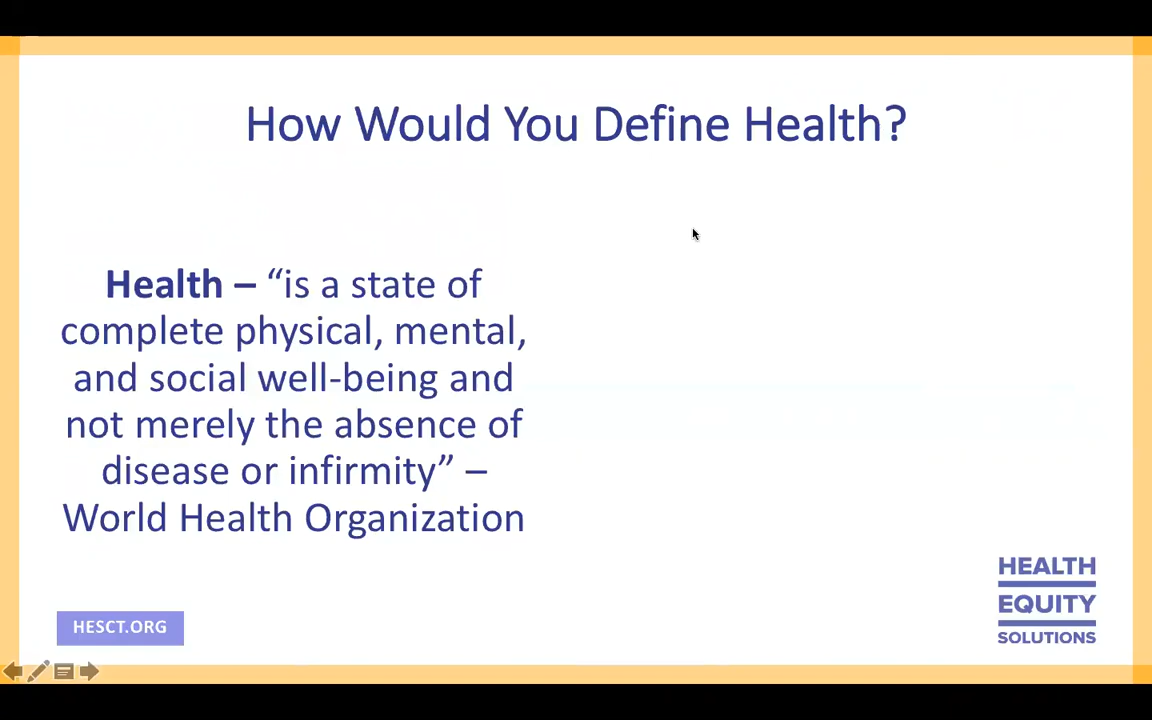 How Would You Define Health?
Health – “is a state of
complete physical, mental,
and social well-being and
not merely the absence of
disease or infirmity” –
World Health Organization
HESCT.ORG
HEALTH
EQUITY
SOLUTIONS